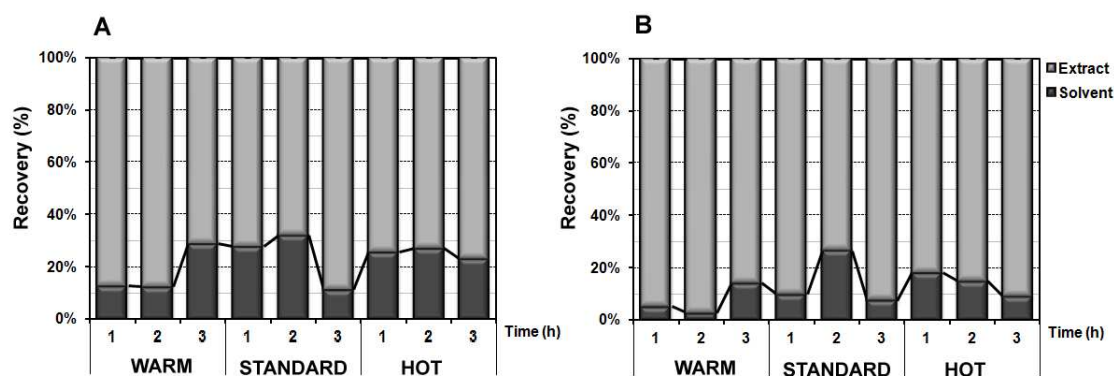 A
Recovery (%)
100%
80%
60%
40%
20%
0%
1 2 3 1 2 3 1 2 3 Time (h)
WARM STANDARD HOT
B
Recovery (%)
100%
80%
60%
40%
20%
0%
1 2 3 1 2 3 1 2 3 Time (h)
WARM STANDARD HOT
Extract
Solvent